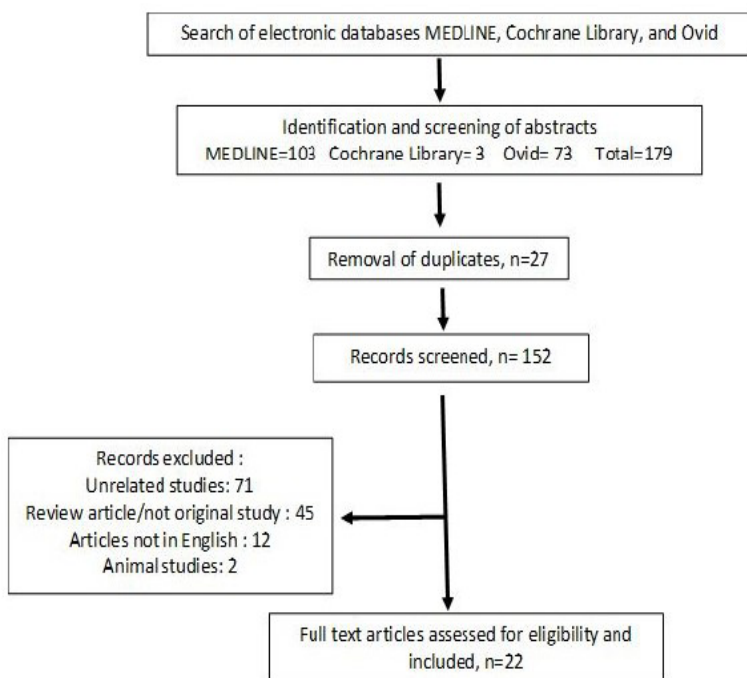 Search of electronic databases MEDLINE, Cochrane Library, and Ovid
Identification and screening of abstracts
MEDLINE=103 Cochrane Library= 3 Ovid= 73 Total=179
Removal of duplicates, n=27
Records screened, n= 152
Records excluded :
Unrelated studies: 71
Review article/not original study : 45
Articles not in English : 12
Animal studies: 2
Full text articles assessed for eligibility and
included, n=22